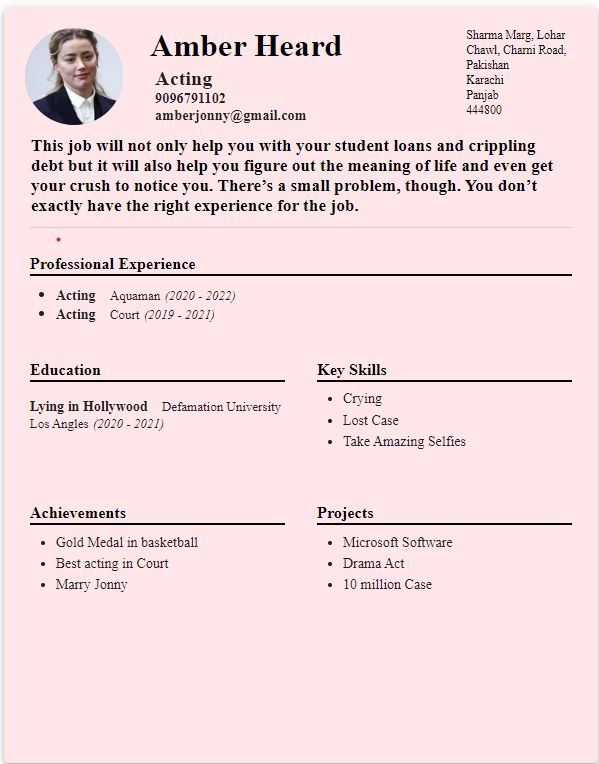 Amber Heard
Acting
9096791102
amberjonny@gmail.com
Sharma Marg, Lohar
Chawl, Charni Road,
Pakishan
Karachi
Panjab
444800
This job will not only help you with your student loans and crippling
debt but it will also help you figure out the meaning of life and even get
your crush to notice you. There’s a small problem, though. You don’t
exactly have the right experience for the job.
Professional Experience
• Acting Aquaman (2020 - 2022)
• Acting Court (2019 - 2021)
Education
Lying in Hollywood Defamation University
Los Angles (2020 - 2021)
Key Skills
• Crying
• Lost Case
• Take Amazing Selfies
Achievements
• Gold Medal in basketball
• Best acting in Court
• Marry Jonny
Projects
• Microsoft Software
• Drama Act
• 10 million Case